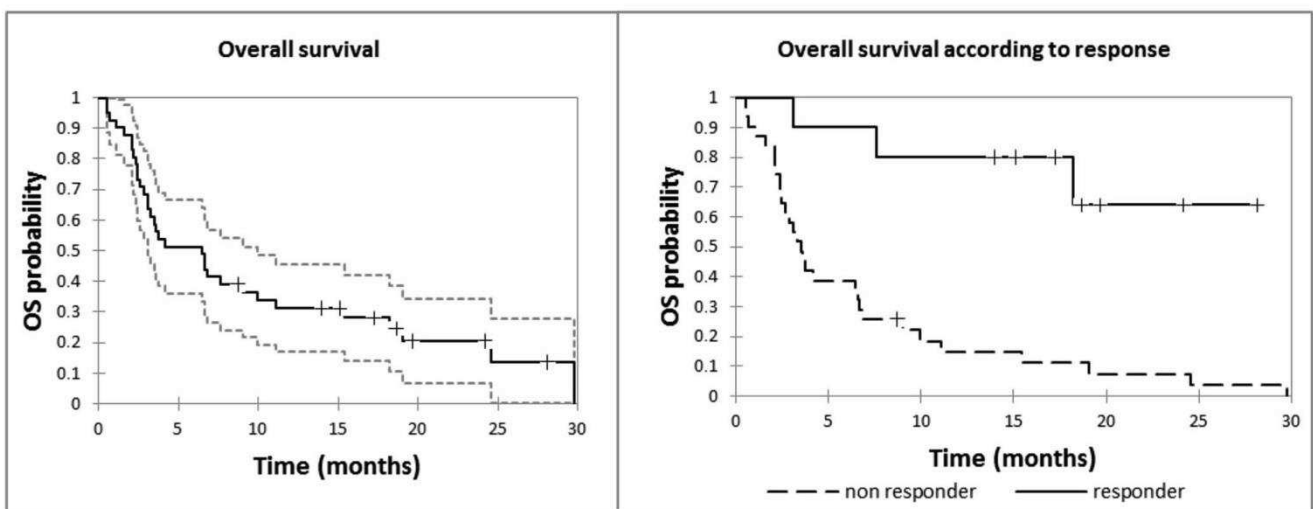 Overall survival
OS probability
1
0.9
0.8
0.7
0.6
0.5
0.4
0.3
0.2
0.1
0
0 5 10 15 20 25 30
Time (months)
Overall survival according to response
OS probability
1
0.9
0.8
0.7
0.6
0.5
0.4
0.3
0.2
0.1
0
0 5 10 15 20 25 30
Time (months)
non responder responder